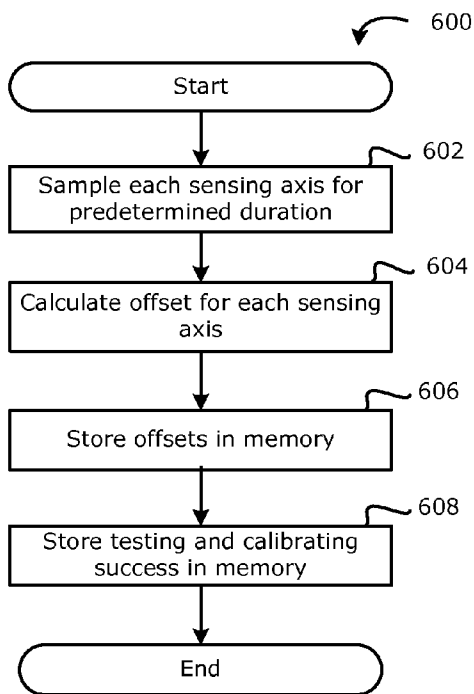 600
Start
602
Sample each sensing axis for
predetermined duration
604
Calculate offset for each sensing
axis
606
Store offsets in memory
608
Store testing and calibrating
success in memory
End